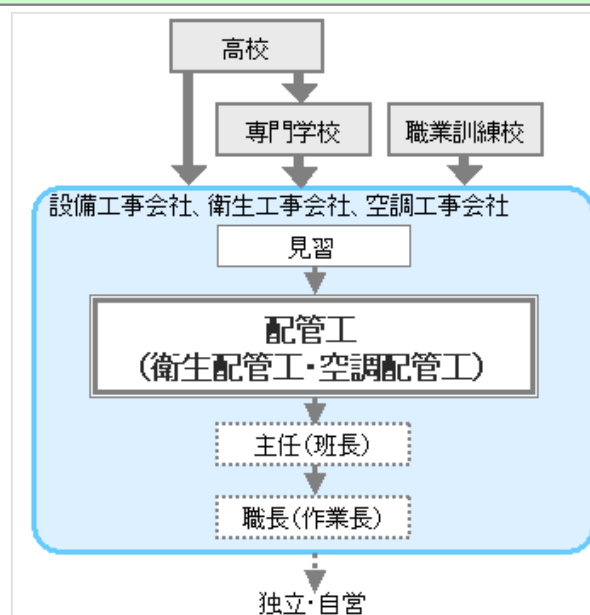 高校
専門学校
職業訓練校
設備工事会社、衛生工事会社、空調工事会社
見習
配管工
(衛生配管工・空調配管工)
主任(班長)
職長(作業長)
独立・自営